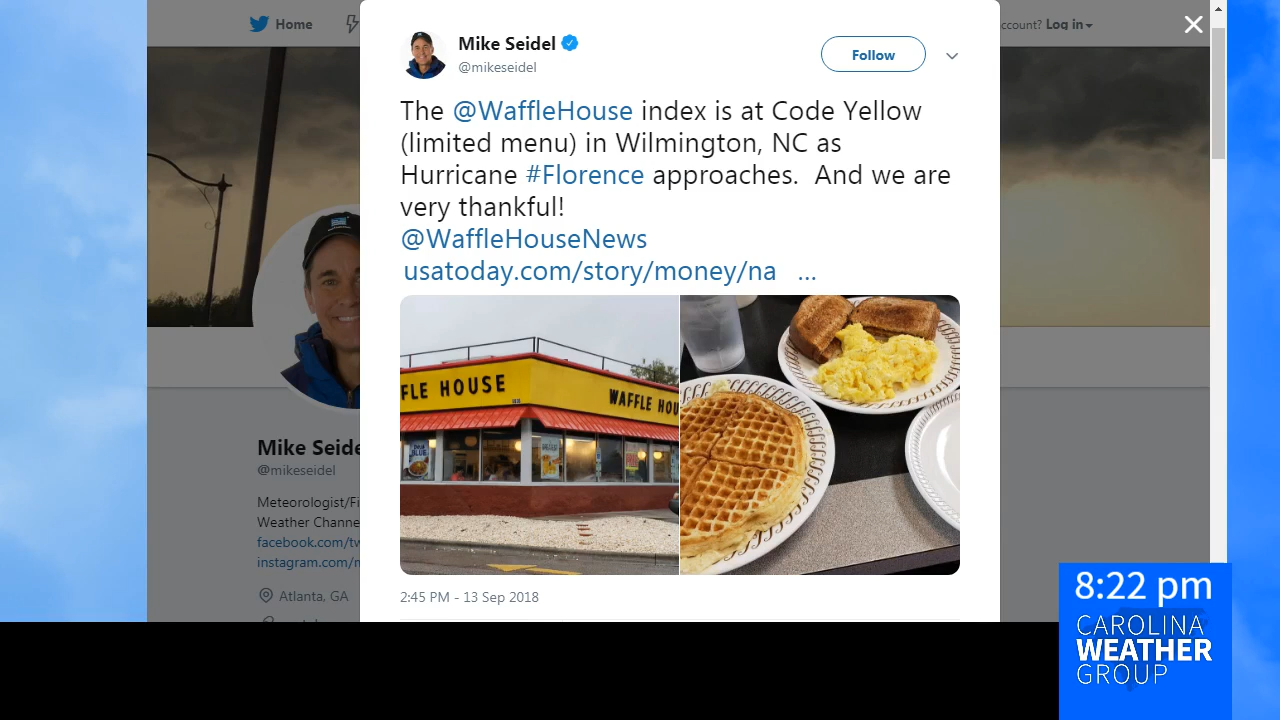 Home
ccount? Log in
Mike Seidel
@mikeseidel
Follow
The @WaffleHouse index is at Code Yellow
(limited menu) in Wilmington, NC as
Hurricane #Florence approaches. And we are
very thankful!
@WaffleHouseNews
usatoday.com/story/money/na ...
FLE HOUSE
WAFFLE HOU
2:45 PM - 13 Sep 2018
Mike Seide
@mikeseidel
Meteorologist/Fi
Weather Channe
facebook.com/tw
instagram.com/m
Atlanta, GA
8:22 pm
CAROLINA
WEATHER
GROUP